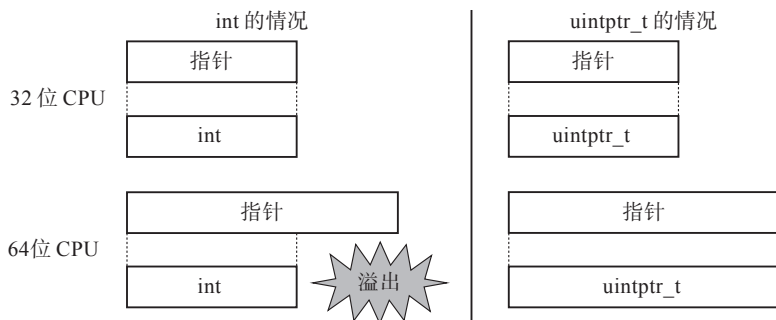 int 的情况
uintptr_t 的情况
指针
指针
32 位 CPU
int
uintptr_t
指针
指针
64位 CPU
int
溢出
uintptr_t